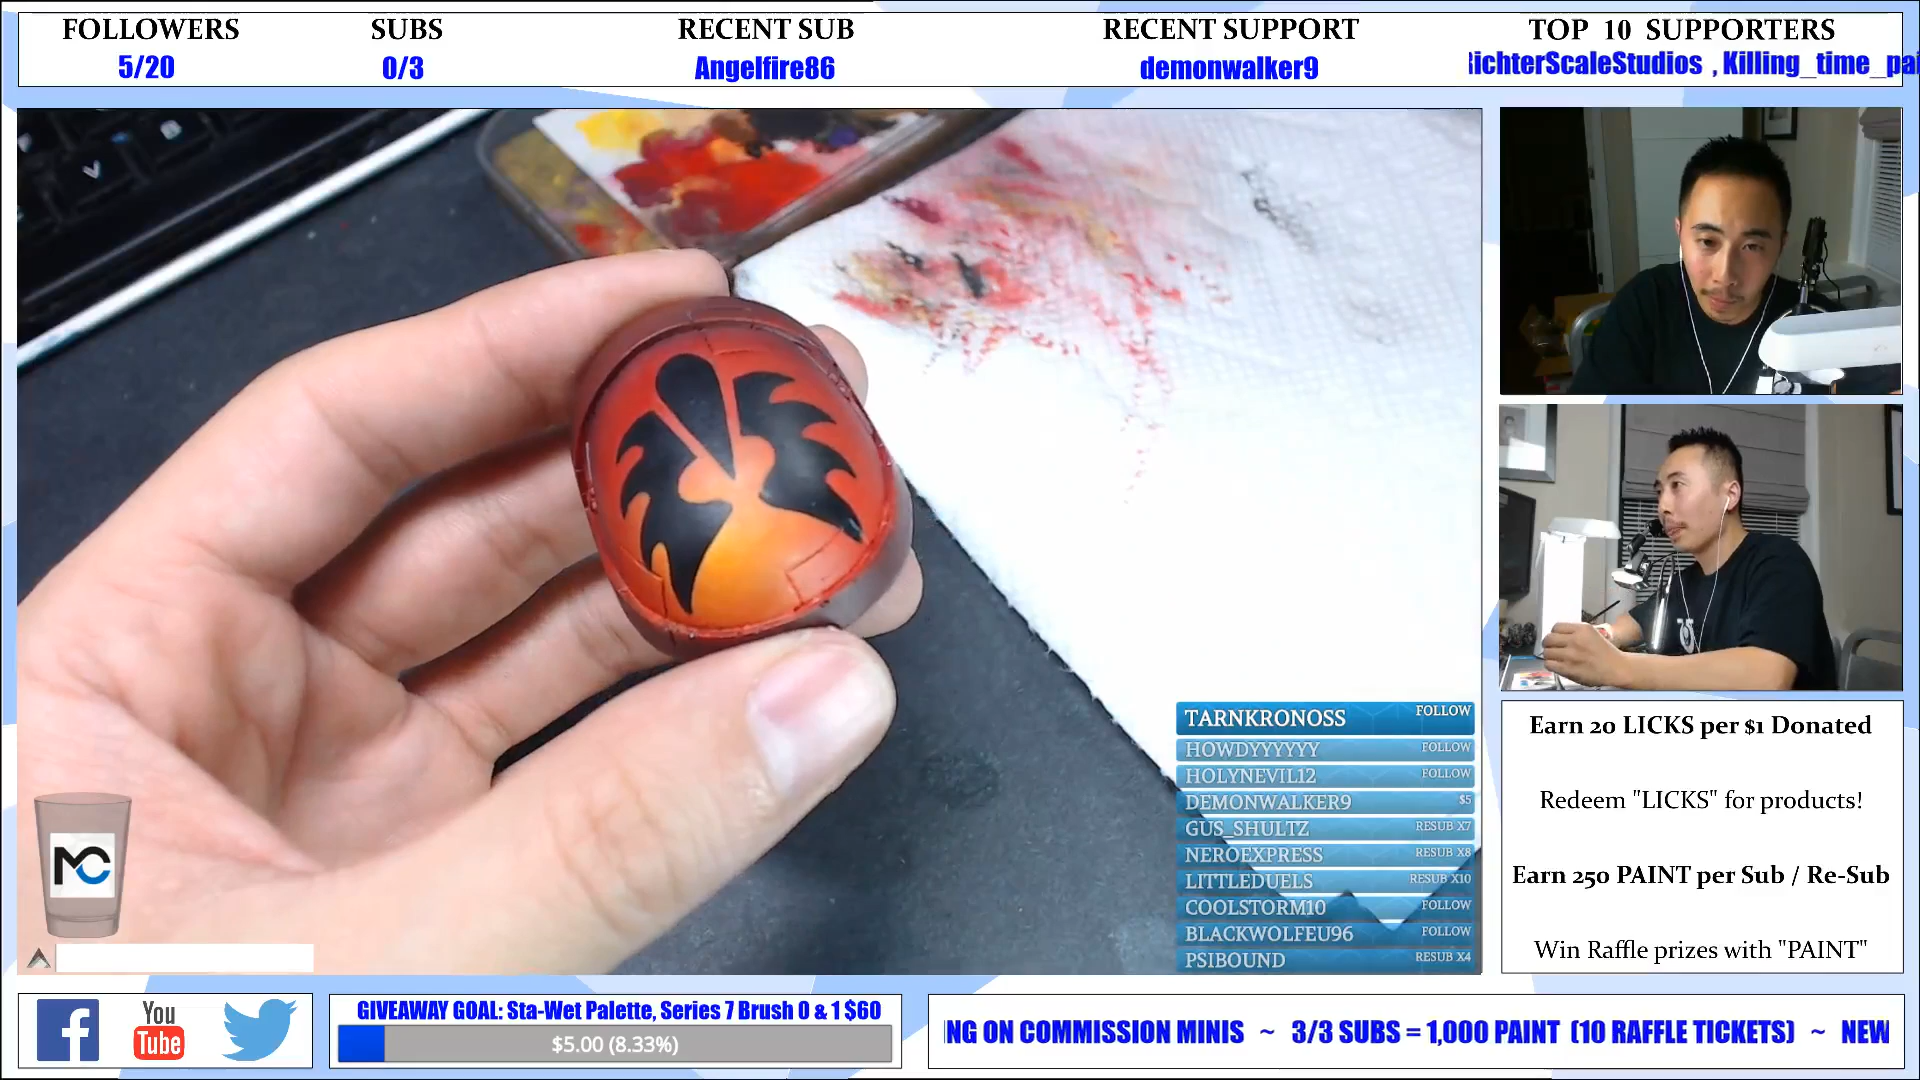 FOLLOWERS
5/20
SUBS
0/3
RECENT SUB
Angelfire86
RECENT SUPPORT
demonwalker9
TOP 10 SUPPORTERS
RichterScaleStudios , Killing_time_pai
V
TARNKRONOSS FOLLOW
HOWDYYYYYY FOLLOW
HOLYNEVIL12 FOLLOW
DEMONWALKER9 $5
GUS_SHULTZ RESUB X7
NEROEXPRESS RESUB X8
LITTLEDUELS RESUB X10
COOLSTORM10 FOLLOW
BLACKWOLFEU96 FOLLOW
PSIBOUND RESUB X4
MC
Earn 20 LICKS per $1 Donated
Redeem "LICKS" for products!
Earn 250 PAINT per Sub / Re-Sub
Win Raffle prizes with "PAINT"
f
You
Tube
GIVEAWAY GOAL: Sta-Wet Palette, Series 7 Brush 0 & 1 $60
$5.00 (8.33%)
NG ON COMMISSION MINIS ~ 3/3 SUBS = 1,000 PAINT (10 RAFFLE TICKETS) ~ NEW